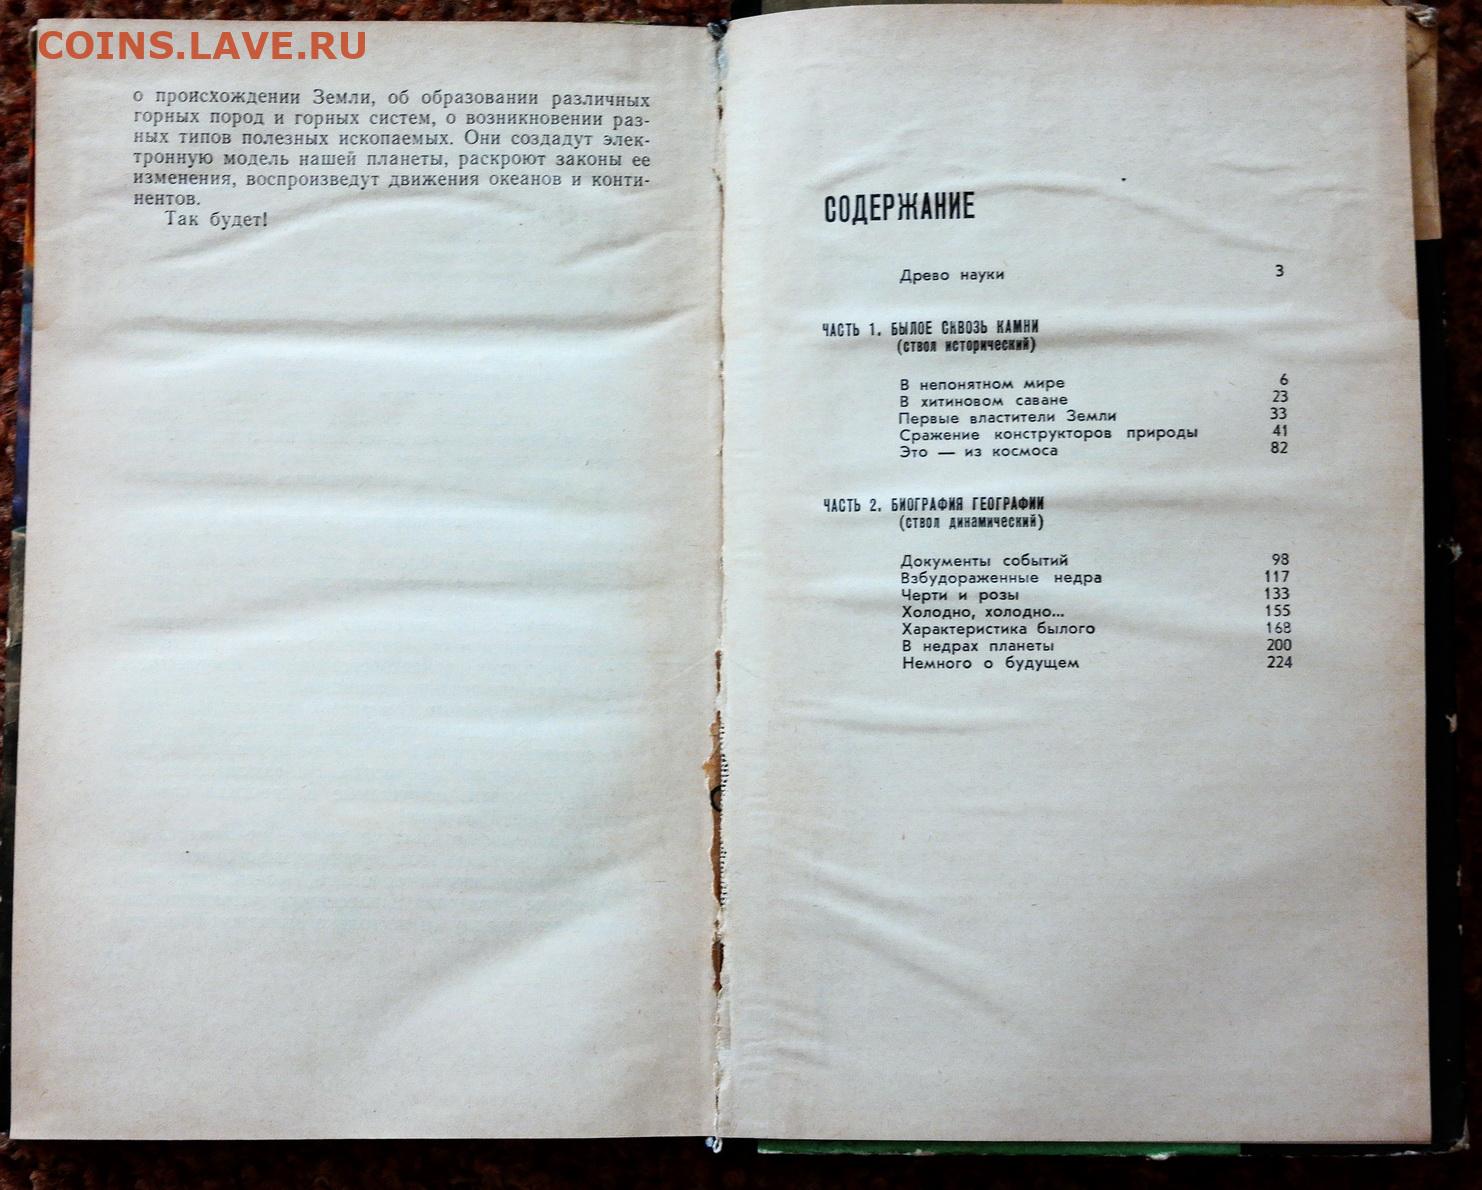 COINS.LAVE.RU
о происхождении Земли, об образовании различных
горных пород и горных систем, о возникновении раз-
ных типов полезных ископаемых. Они создадут элек-
тронную модель нашей планеты, раскроют законы ее
изменения, воспроизведут движения океанов и конти-
нентов.
Так будет!
СОДЕРЖАНИЕ
Древо науки 3
ЧАСТЬ 1. БЫЛОЕ СКВОЗЬ КАМНИ
(ствол исторический)
В непонятном мире 6
В хитиновом саване 23
Первые властители Земли 33
Сражение конструкторов природы 41
Это — из космоса 82
ЧАСТЬ 2. БИОГРАФИЯ ГЕОГРАФИИ
(ствол динамический)
Документы событий 98
Взбудораженные недра 117
Черти и розы 133
Холодно, холодно... 155
Характеристика былого 168
В недрах планеты 200
Немного о будущем 224